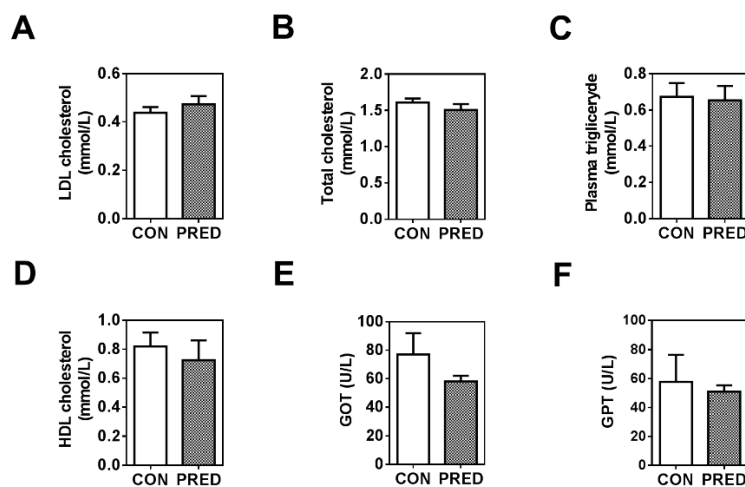 A
LDL cholesterol
(mmol/L)
0.6
0.4
0.2
0.0
CON PRED
B
Total cholesterol
(mmol/L)
2.0
1.5
1.0
0.5
0.0
CON PRED
C
Plasma trigliceryde
(mmol/L)
0.8
0.6
0.4
0.2
0.0
CON PRED
D
HDL cholesterol
(mmol/L)
1.0
0.8
0.6
0.4
0.2
0.0
CON PRED
E
GOT (U/L)
100
80
60
40
20
0
CON PRED
F
GPT (U/L)
100
80
60
40
20
0
CON PRED